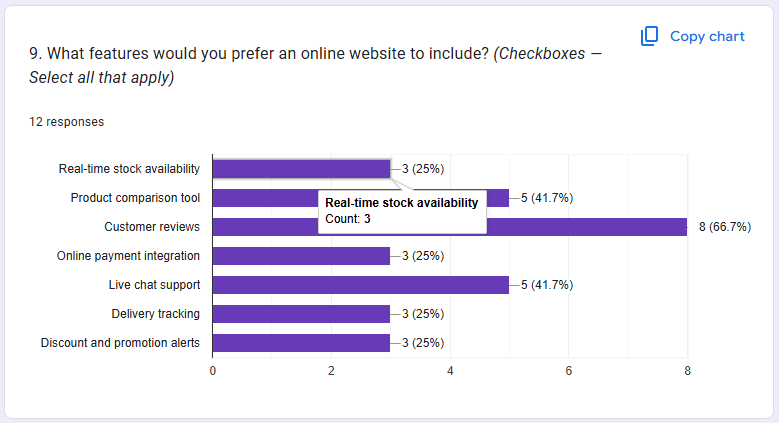 Copy chart
9. What features would you prefer an online website to include? (Checkboxes —
Select all that apply)
12 responses
Real-time stock availability 3 (25%)
Product comparison tool 5 (41.7%)
Real-time stock availability
Count: 3
Customer reviews 8 (66.7%)
Online payment integration 3 (25%)
Live chat support 5 (41.7%)
Delivery tracking 3 (25%)
Discount and promotion alerts 3 (25%)
0 2 4 6 8